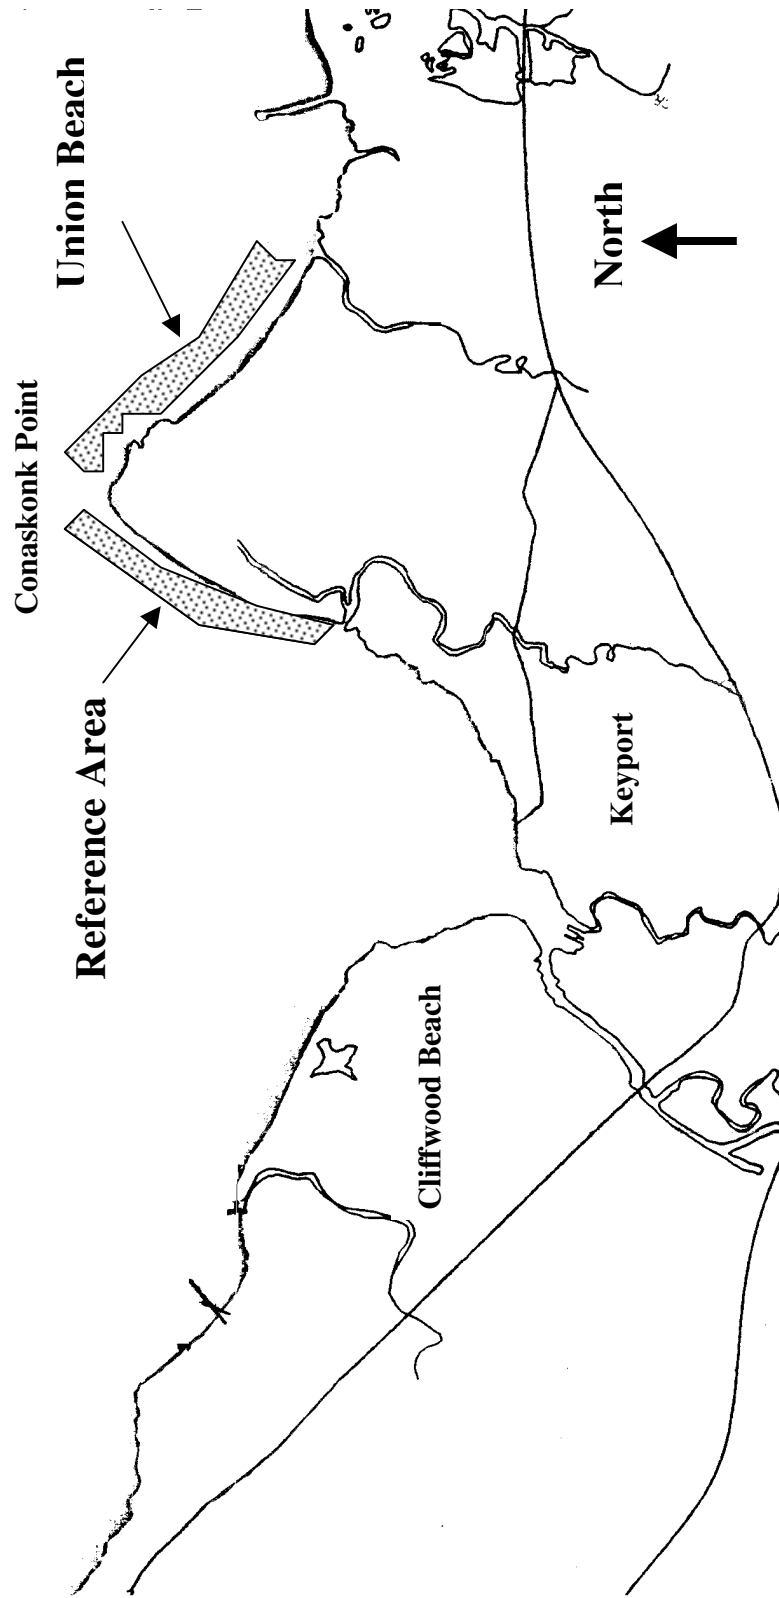 Conaskonk Point
Union Beach
Reference Area
North
Keyport
Cliffwood Beach